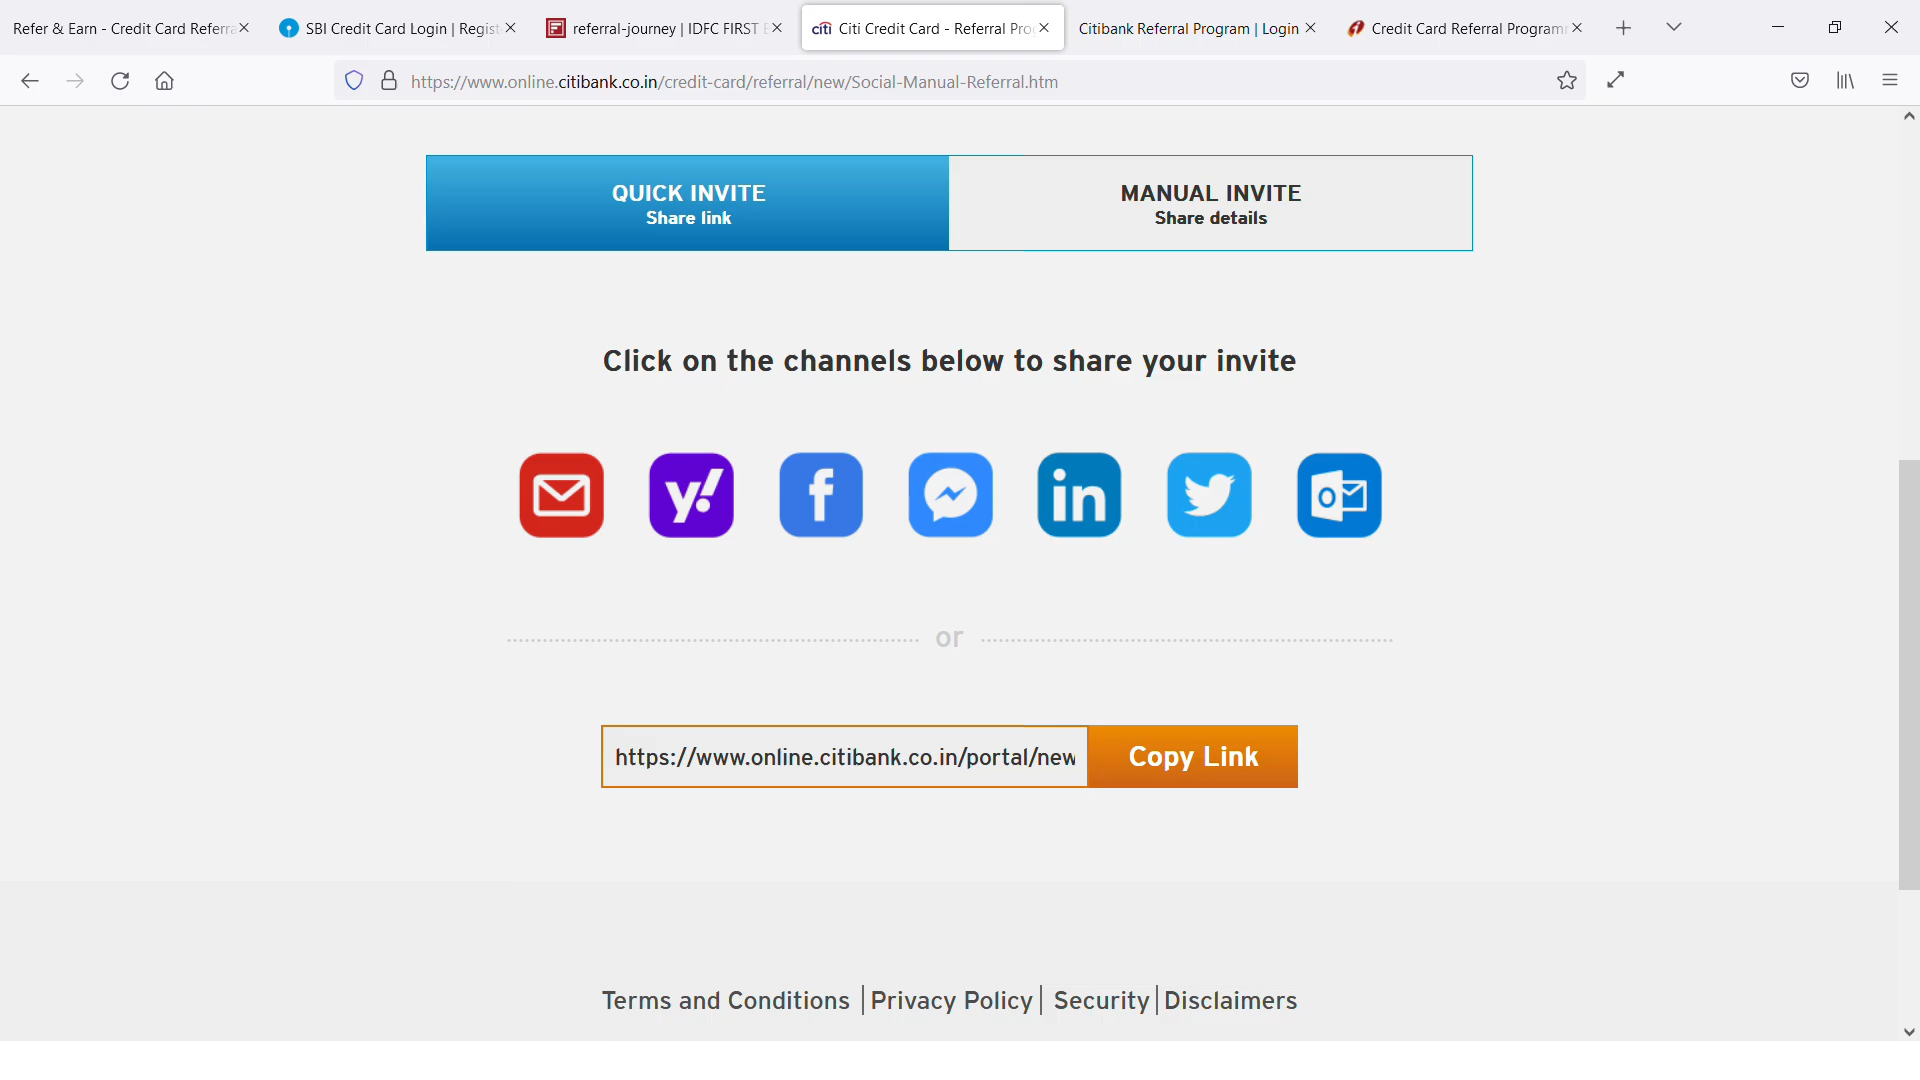 Refer & Earn - Credit Card Referra
SBI Credit Card Login | Regist
referral-journey | IDFC FIRST B
citi Citi Credit Card - Referral Pro
Citibank Referral Program | Login
Credit Card Referral Program
https://www.online.citibank.co.in/credit-card/referral/new/Social-Manual-Referral.htm
QUICK INVITE
Share link
MANUAL INVITE
Share details
Click on the channels below to share your invite
y! f in
or
https://www.online.citibank.co.in/portal/new
Copy Link
Terms and Conditions | Privacy Policy | Security | Disclaimers